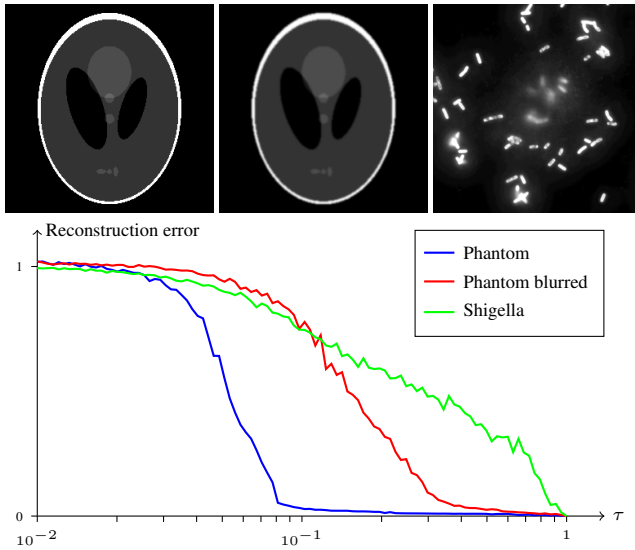 Reconstruction error
1
Phantom
Phantom blurred
Shigella
0
τ
10⁻²
10⁻¹
1